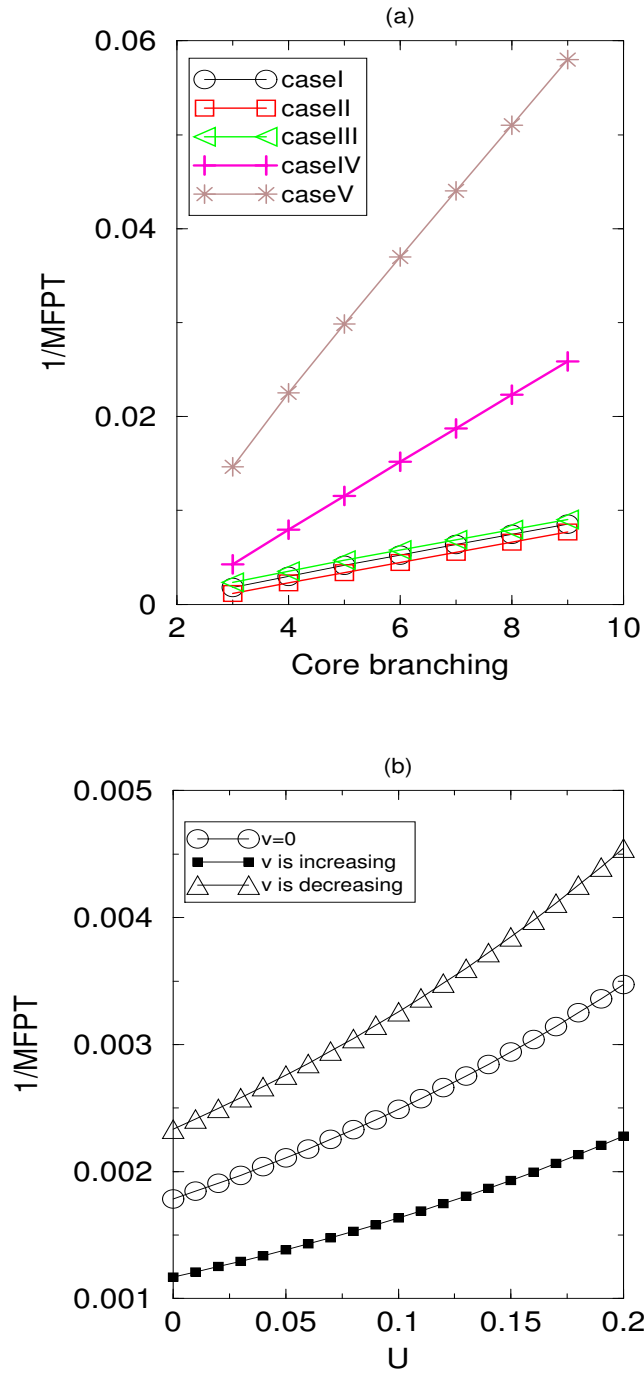 (a)
0.06
caseI
caseII
caseIII
caseIV
caseV
0.04
1/MFPT
0.02
0
2 4 6 8 10
Core branching
(b)
0.005
v=0
v is increasing
v is decreasing
0.004
1/MFPT
0.003
0.002
0.001
0 0.05 0.1 0.15 0.2
U